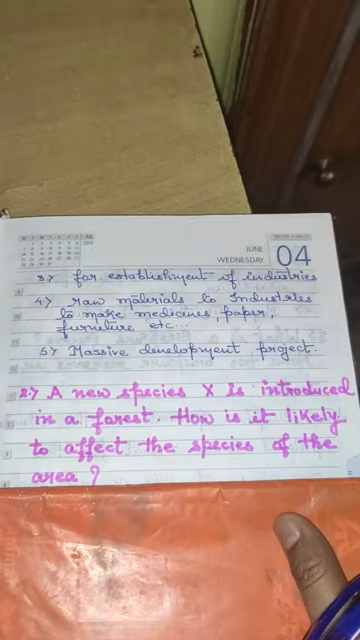 JUNE
WEDNESDAY 04
3> for establishment of industries
4> raw materials to Industries
to make medicines, paper,
furniture etc...
5> Massive development project.
2> A new species X is introduced
in a forest. How is it likely
to affect the species of the
area ?